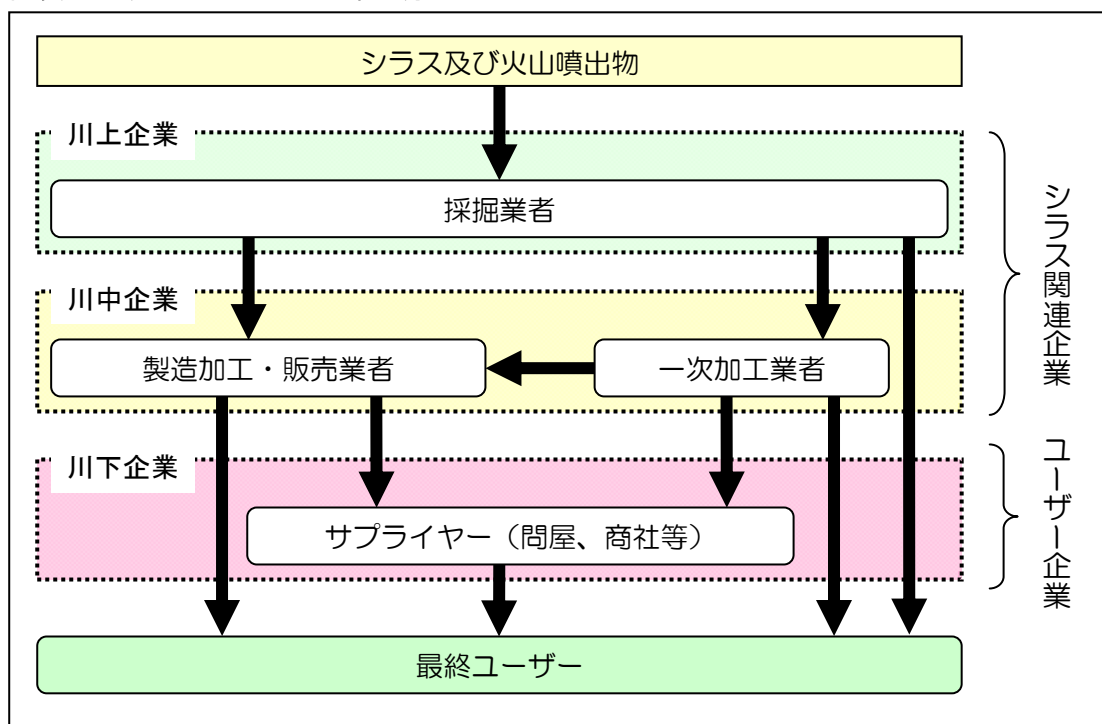 シラス及び火山噴出物
川上企業
採掘業者
川中企業
製造加工・販売業者
一次加工業者
シラス関連企業
川下企業
サプライヤー（問屋、商社等）
ユーザー企業
最終ユーザー